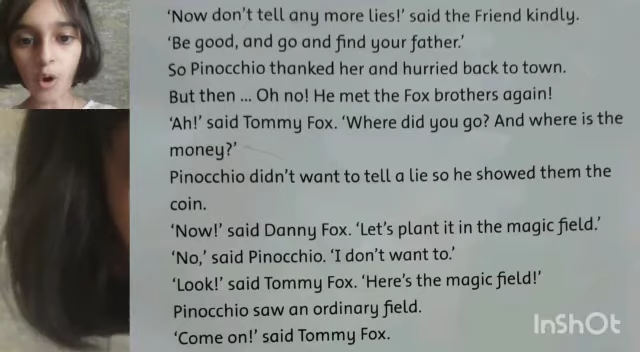 ‘Now don’t tell any more lies!’ said the Friend kindly.
‘Be good, and go and find your father.’
So Pinocchio thanked her and hurried back to town.
But then ... Oh no! He met the Fox brothers again!
‘Ah!’ said Tommy Fox. ‘Where did you go? And where is the
money?’
Pinocchio didn’t want to tell a lie so he showed them the
coin.
‘Now!’ said Danny Fox. ‘Let’s plant it in the magic field.’
‘No,’ said Pinocchio. ‘I don’t want to.’
‘Look!’ said Tommy Fox. ‘Here’s the magic field!’
Pinocchio saw an ordinary field.
‘Come on!’ said Tommy Fox.
InShOt